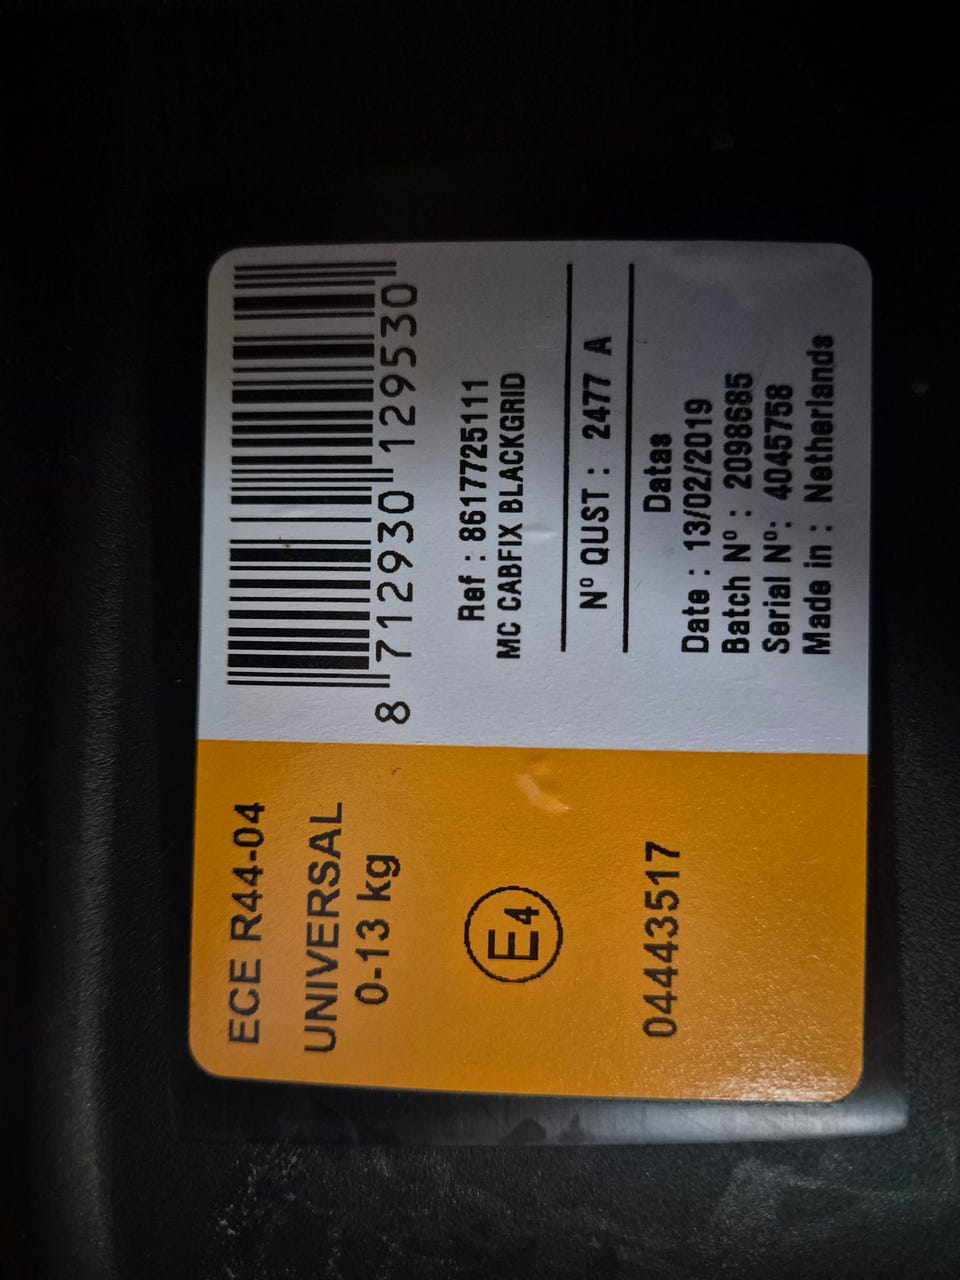 ECE R44-04
UNIVERSAL
0-13 kg
E4
04443517
8 712930 129530
Ref : 8617725111
MC CABFIX BLACKGRID
Nº QUST : 2477 A
Datas
Date : 13/02/2019
Batch Nº : 2098685
Serial Nº: 4045758
Made in : Netherlands